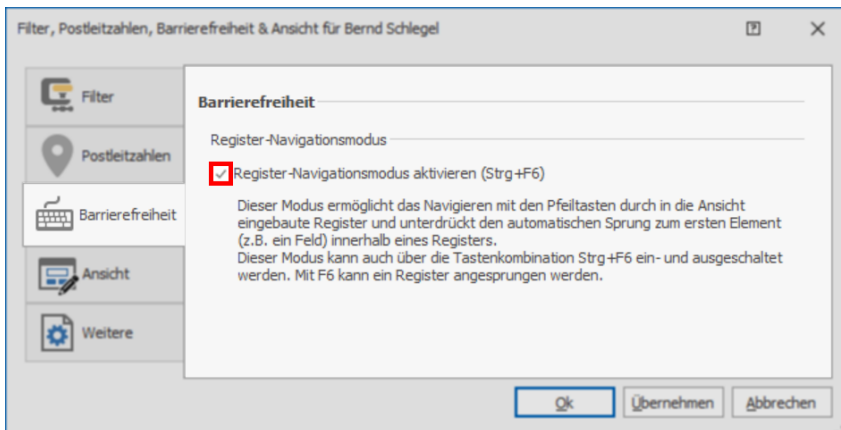 Filter, Postleitzahlen, Barrierefreiheit & Ansicht für Bernd Schlegel
Filter
Postleitzahlen
Barrierefreiheit
Ansicht
Weitere
Barrierefreiheit
Register-Navigationsmodus
Register-Navigationsmodus aktivieren (Strg+F6)
Dieser Modus ermöglicht das Navigieren mit den Pfeiltasten durch in die Ansicht
eingebaute Register und unterdrückt den automatischen Sprung zum ersten Element
(z.B. ein Feld) innerhalb eines Registers.
Dieser Modus kann auch über die Tastenkombination Strg+F6 ein- und ausgeschaltet
werden. Mit F6 kann ein Register angesprungen werden.
Ok
Übernehmen
Abbrechen